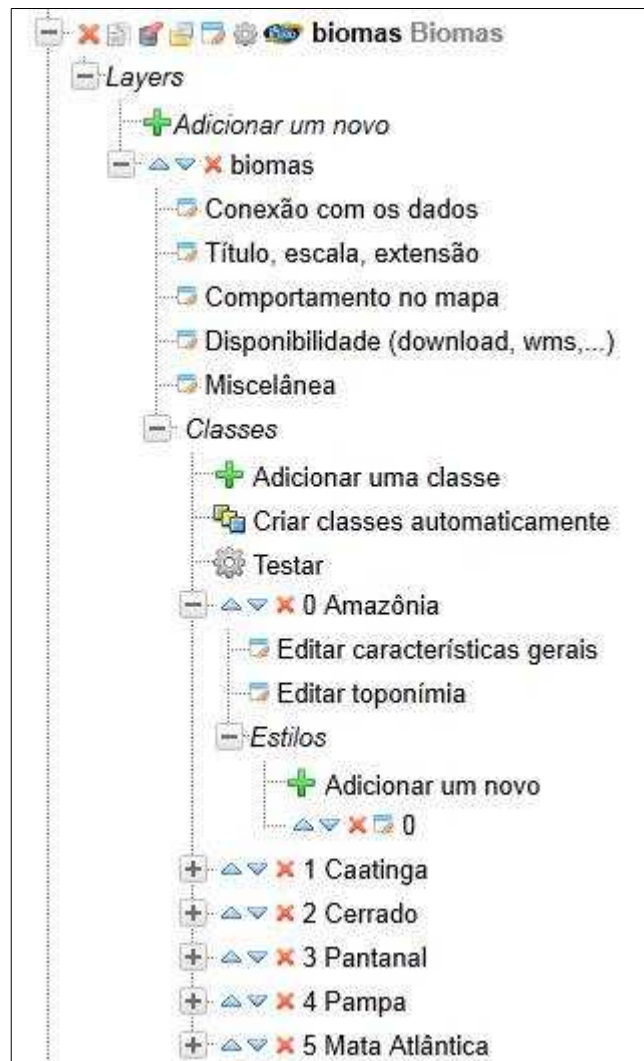 biomas Biomas
Layers
Adicionar um novo
biomas
Conexão com os dados
Título, escala, extensão
Comportamento no mapa
Disponibilidade (download, wms,...)
Miscelânea
Classes
Adicionar uma classe
Criar classes automaticamente
Testar
0 Amazônia
Editar características gerais
Editar toponímia
Estilos
Adicionar um novo
0
1 Caatinga
2 Cerrado
3 Pantanal
4 Pampa
5 Mata Atlântica